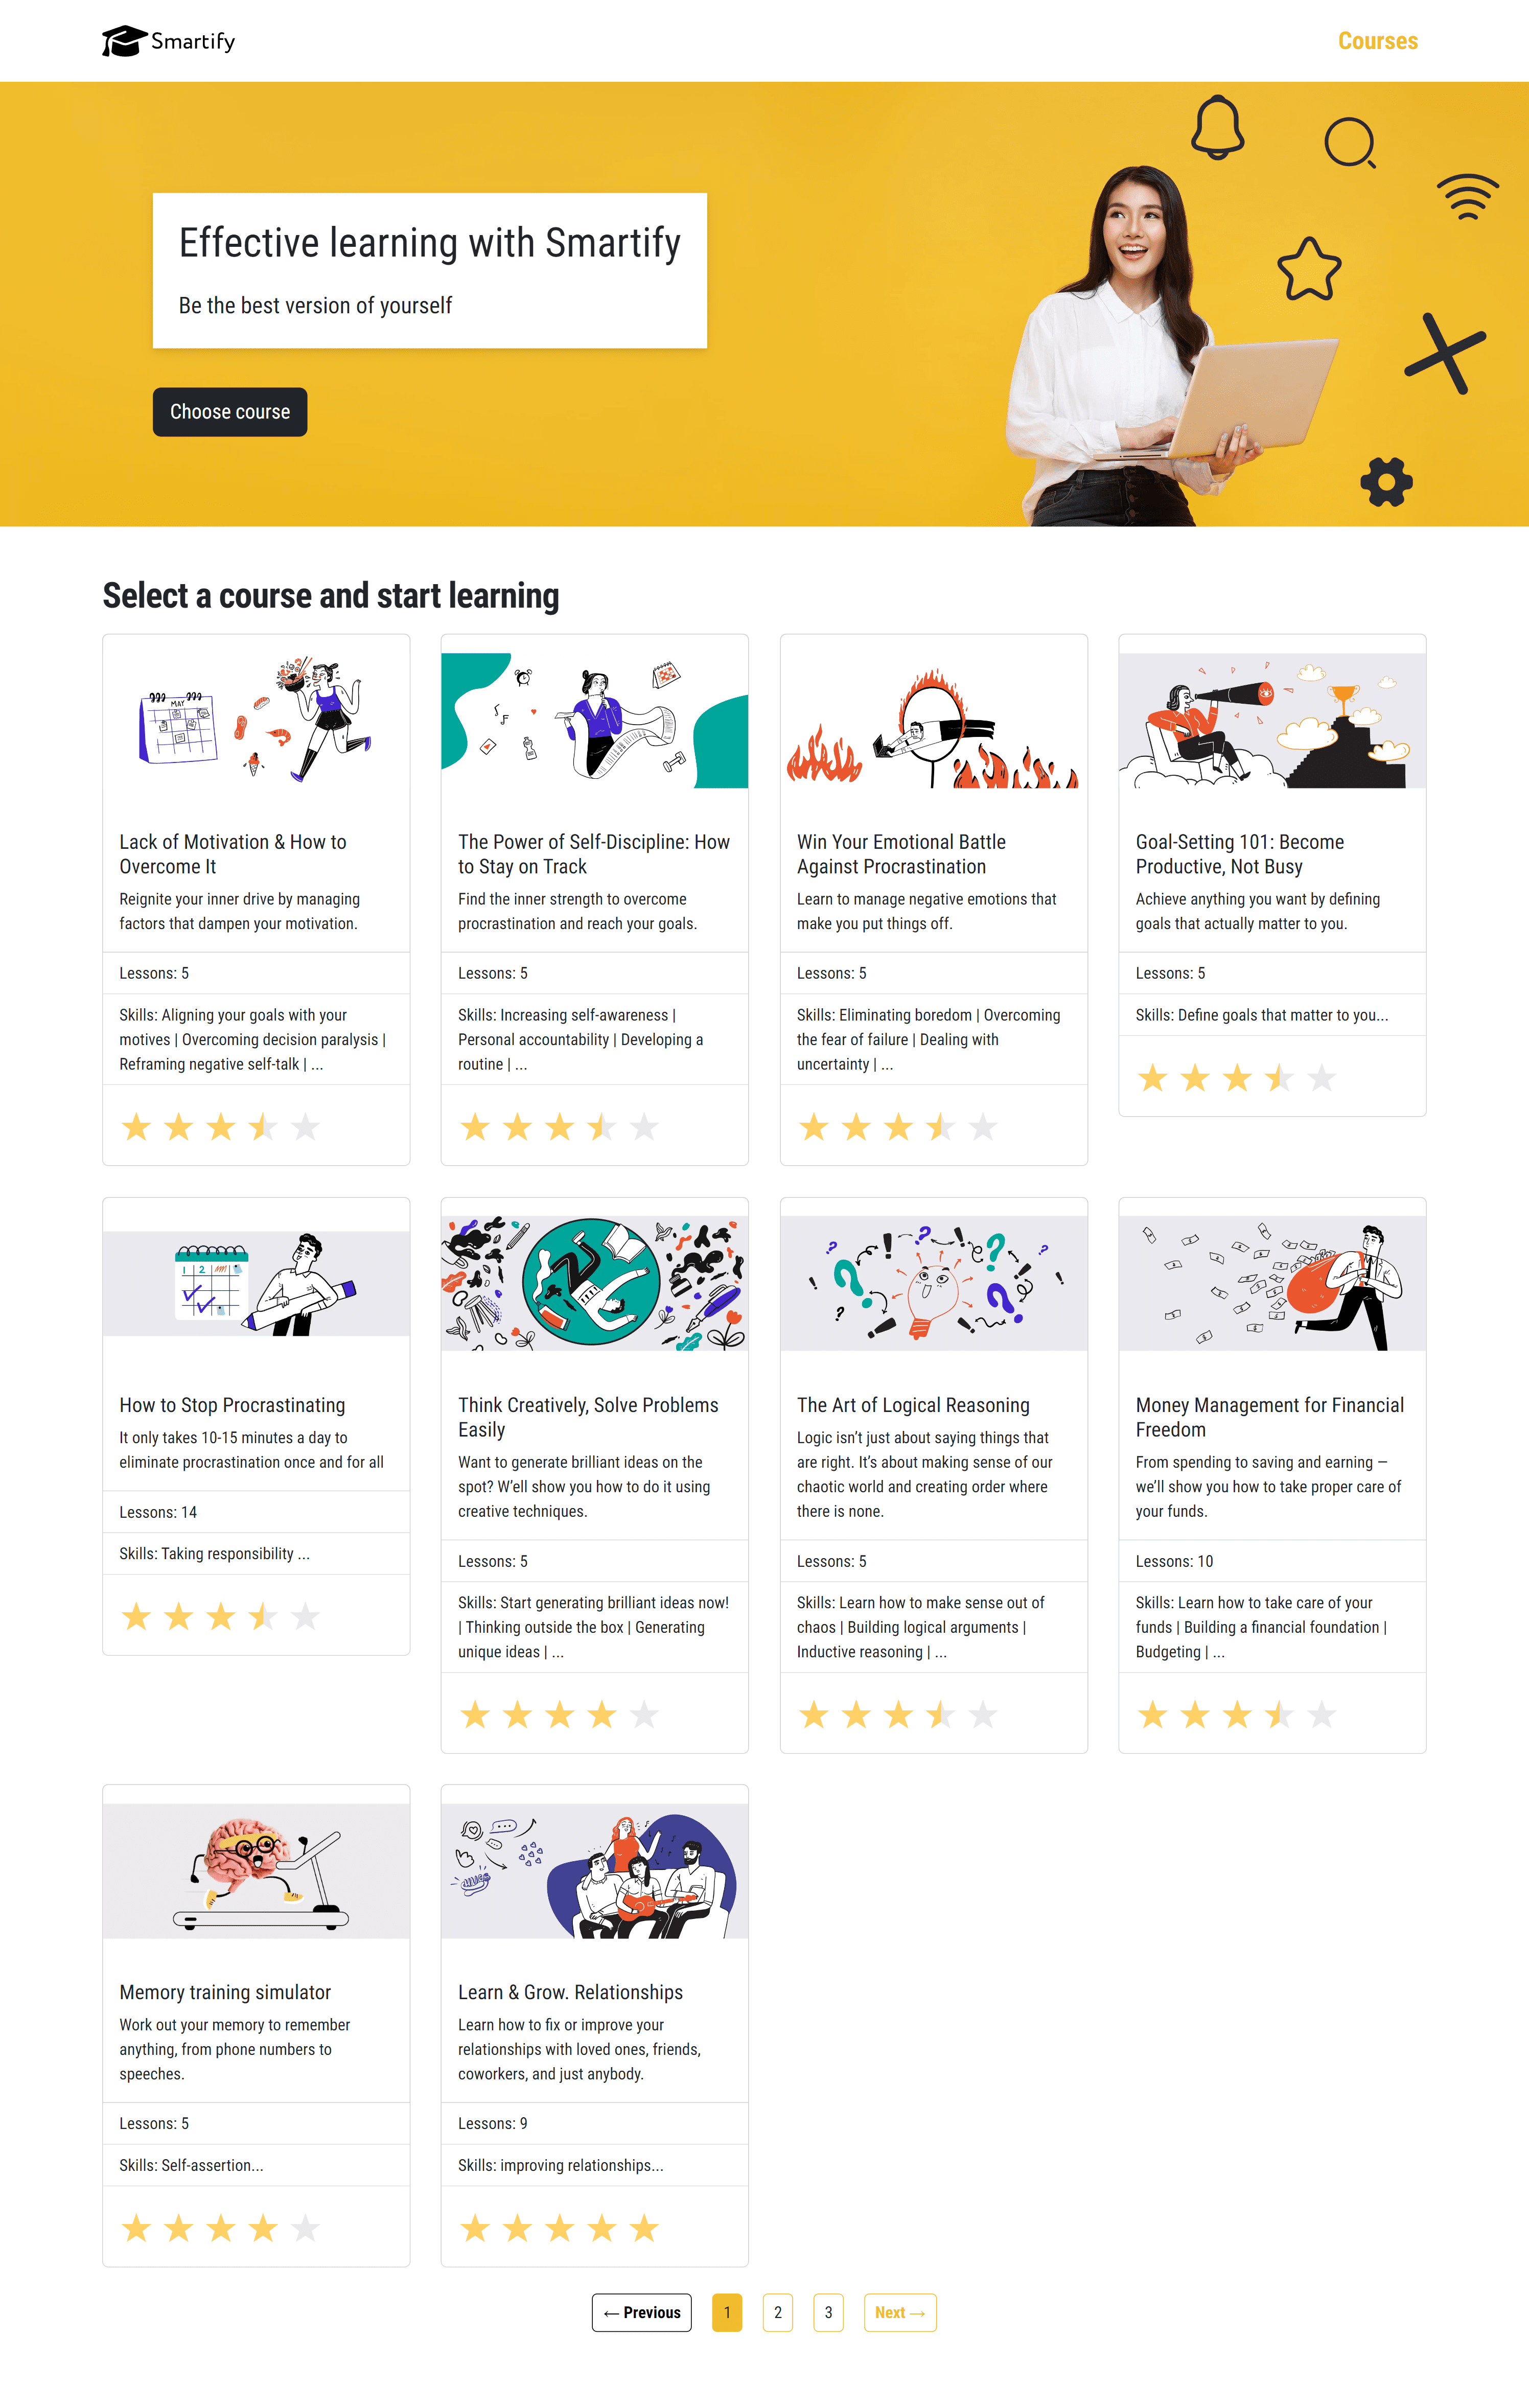 Smartify
Courses
Effective learning with Smartify
Be the best version of yourself
Choose course
Select a course and start learning
MAY
Lack of Motivation & How to
Overcome It
Reignite your inner drive by managing
factors that dampen your motivation.
Lessons: 5
Skills: Aligning your goals with your
motives | Overcoming decision paralysis |
Reframing negative self-talk | ...
The Power of Self-Discipline: How
to Stay on Track
Find the inner strength to overcome
procrastination and reach your goals.
Lessons: 5
Skills: Increasing self-awareness |
Personal accountability | Developing a
routine | ...
Win Your Emotional Battle
Against Procrastination
Learn to manage negative emotions that
make you put things off.
Lessons: 5
Skills: Eliminating boredom | Overcoming
the fear of failure | Dealing with
uncertainty | ...
Goal-Setting 101: Become
Productive, Not Busy
Achieve anything you want by defining
goals that actually matter to you.
Lessons: 5
Skills: Define goals that matter to you...
1 2
How to Stop Procrastinating
It only takes 10-15 minutes a day to
eliminate procrastination once and for all
Lessons: 14
Skills: Taking responsibility ...
Think Creatively, Solve Problems
Easily
Want to generate brilliant ideas on the
spot? W'ell show you how to do it using
creative techniques.
Lessons: 5
Skills: Start generating brilliant ideas now!
| Thinking outside the box | Generating
unique ideas | ...
The Art of Logical Reasoning
Logic isn’t just about saying things that
are right. It’s about making sense of our
chaotic world and creating order where
there is none.
Lessons: 5
Skills: Learn how to make sense out of
chaos | Building logical arguments |
Inductive reasoning | ...
Money Management for Financial
Freedom
From spending to saving and earning —
we’ll show you how to take proper care of
your funds.
Lessons: 10
Skills: Learn how to take care of your
funds | Building a financial foundation |
Budgeting | ...
Memory training simulator
Work out your memory to remember
anything, from phone numbers to
speeches.
Lessons: 5
Skills: Self-assertion...
Learn & Grow. Relationships
Learn how to fix or improve your
relationships with loved ones, friends,
coworkers, and just anybody.
Lessons: 9
Skills: improving relationships...
← Previous 1 2 3 Next →